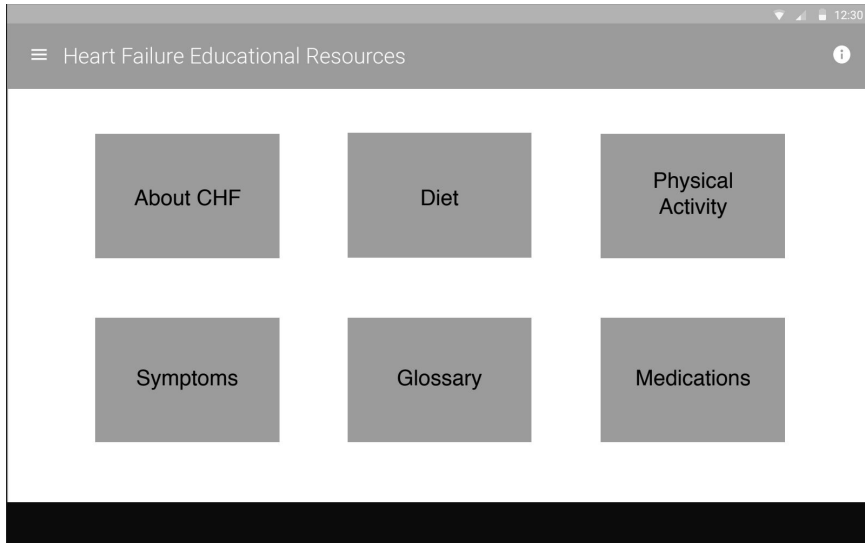 12:30
Heart Failure Educational Resources
About CHF
Diet
Physical
Activity
Symptoms
Glossary
Medications